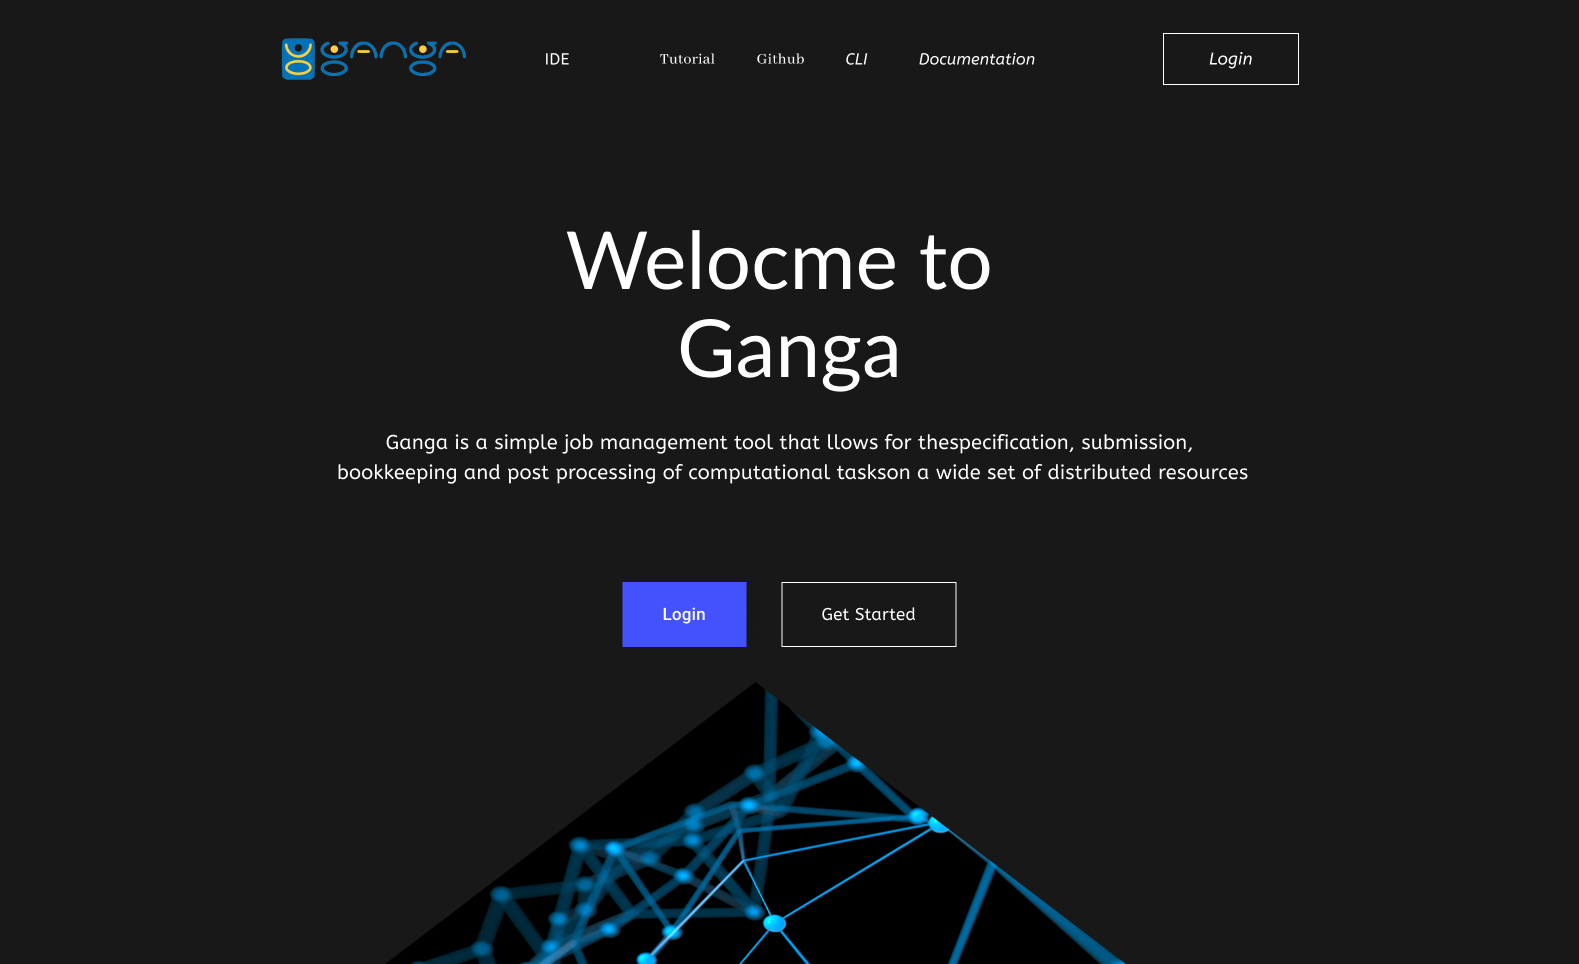 ganga
IDE Tutorial Github CLI Documentation Login
Welocme to
Ganga
Ganga is a simple job management tool that llows for thespecification, submission,
bookkeeping and post processing of computational taskson a wide set of distributed resources
Login Get Started